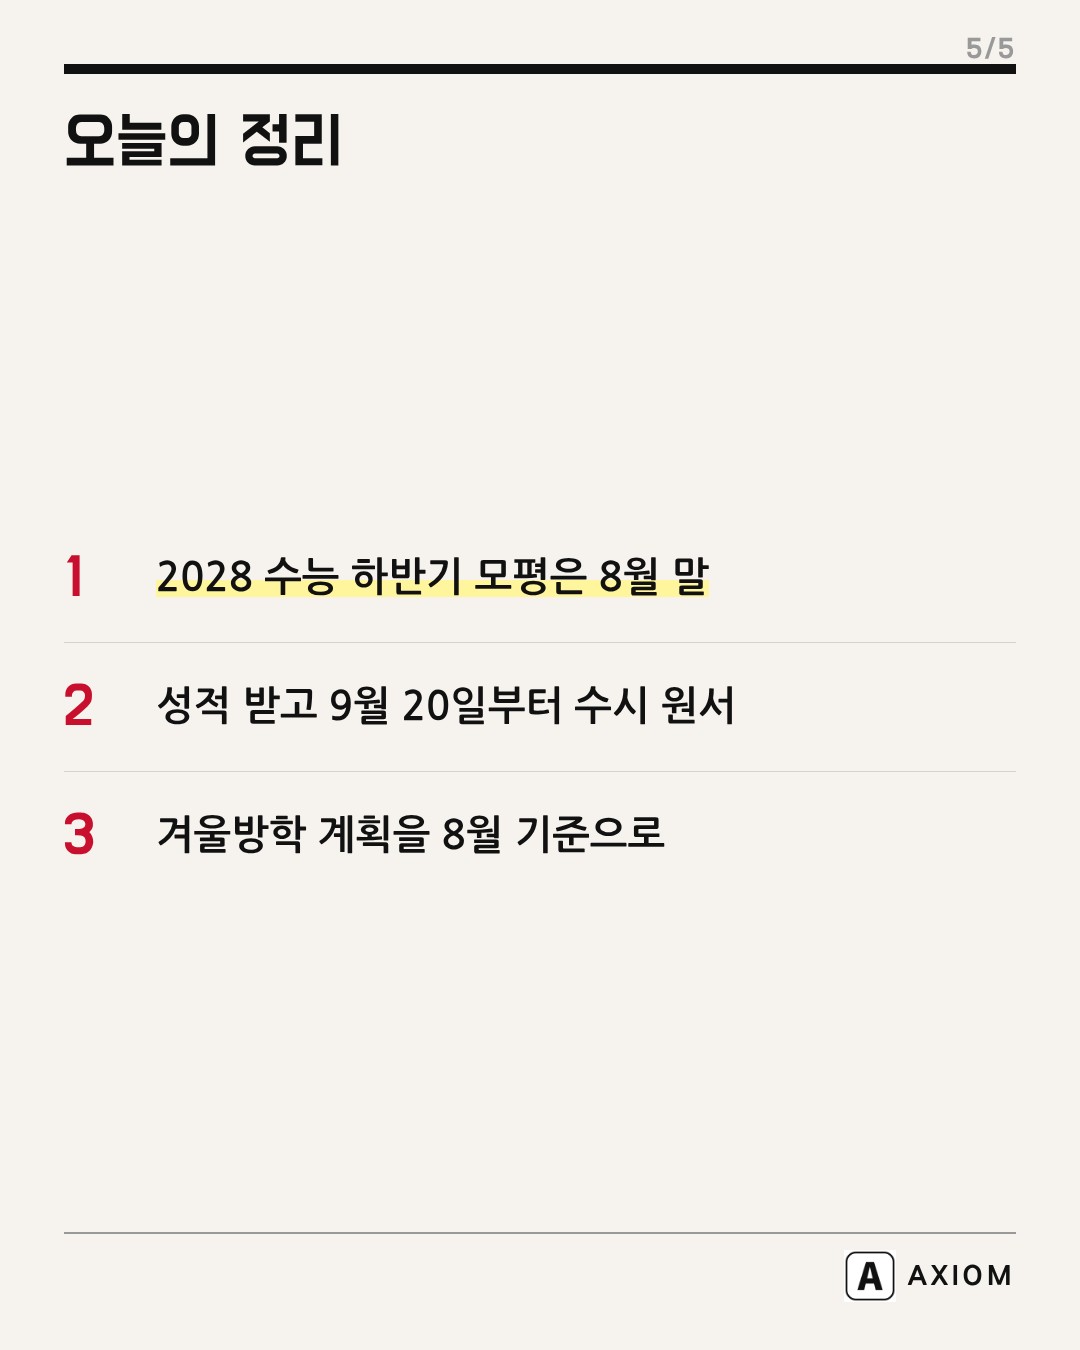 5/5
오늘의 정리
1 2028 수능 하반기 모평은 8월 말
2 성적 받고 9월 20일부터 수시 원서
3 겨울방학 계획을 8월 기준으로
A AXIOM